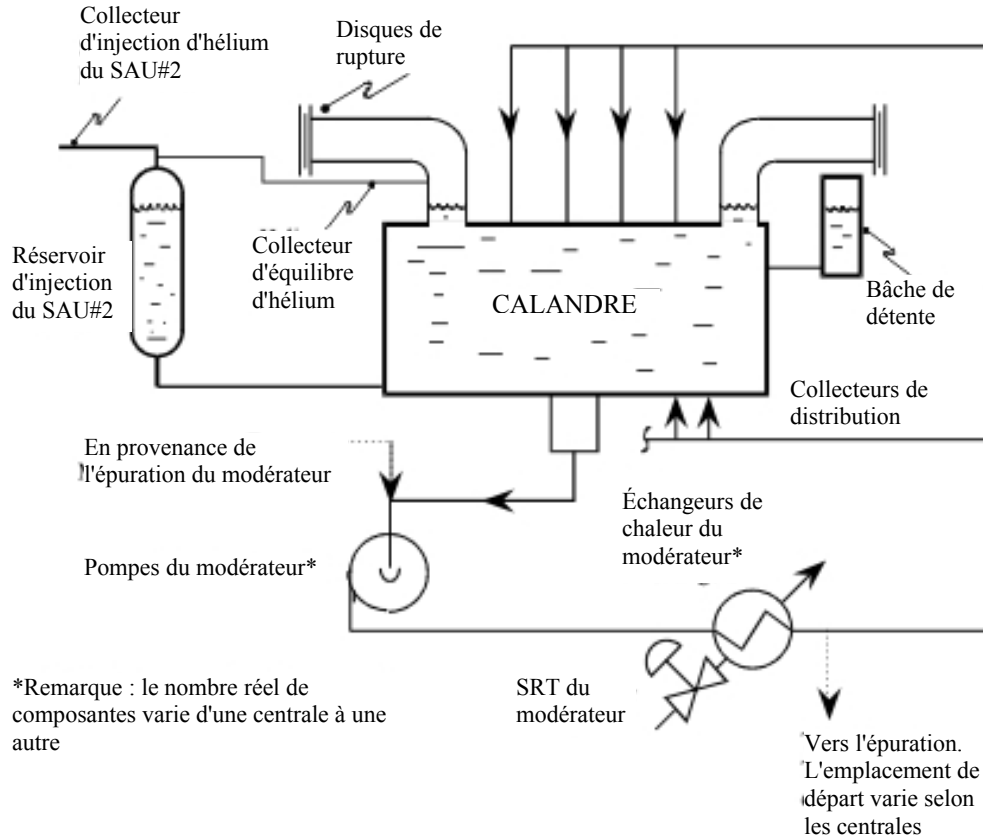 Collecteur
d'injection d'hélium
du SAU#2
Disques de
rupture
Réservoir
d'injection
du SAU#2
Collecteur
d'équilibre
d'hélium
CALANDRE
Bâche de
détente
Collecteurs de
distribution
En provenance de
l'épuration du modérateur
Échangeurs de
chaleur du
modérateur*
Pompes du modérateur*
SRT du
modérateur
*Remarque : le nombre réel de
composantes varie d'une centrale à une
autre
Vers l'épuration.
L'emplacement de
départ varie selon
les centrales